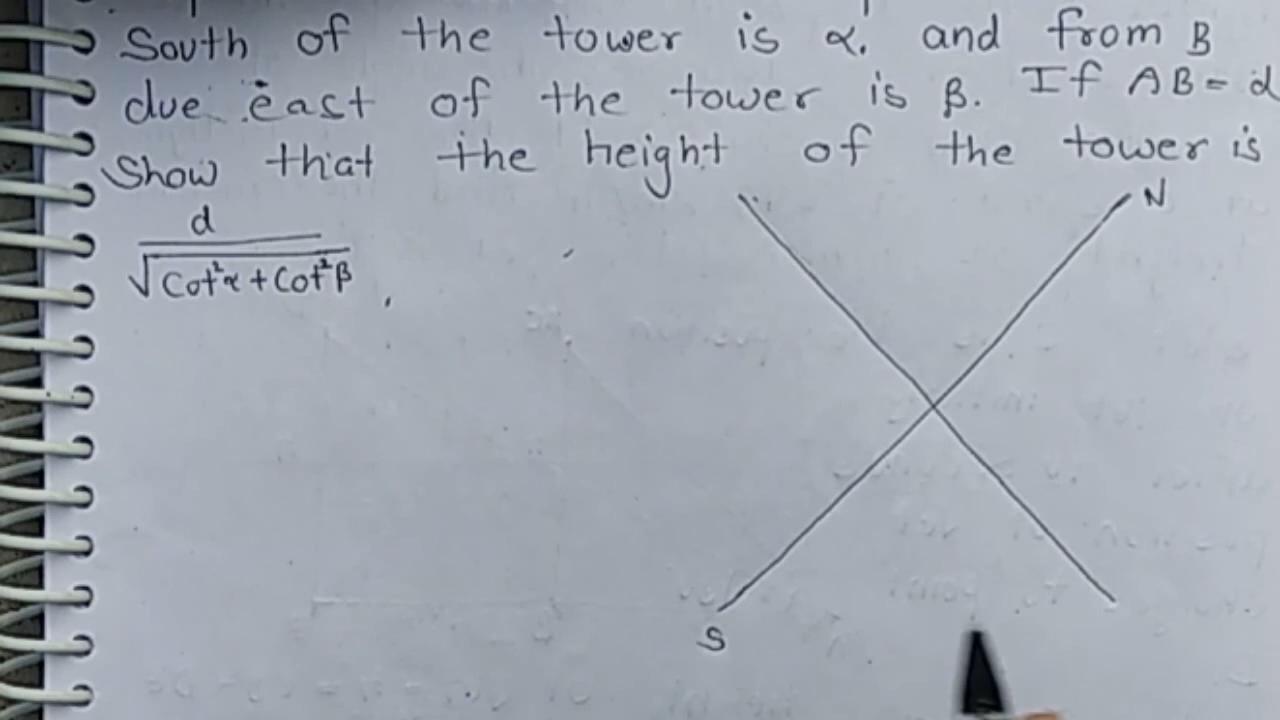 South of the tower is α. and from B
due east of the tower is β. If AB = d
Show that the height of the tower is
d
√Cot²α + Cot²β .
N
S